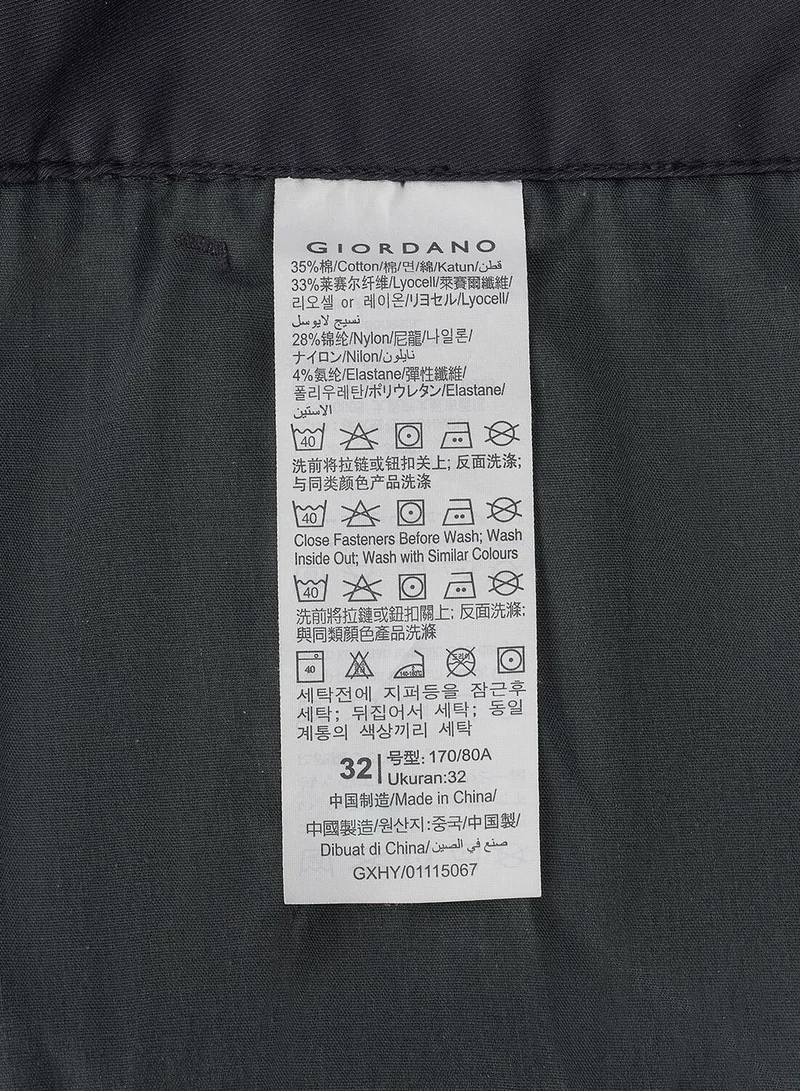 GIORDANO
35%棉/Cotton/棉/면/綿/Katun/قطن
33%莱赛尔纤维/Lyocell/萊賽爾纖維/
리오셀 or 레이온/リヨセル/Lyocell/
نسيج لايوسل
28%锦纶/Nylon/尼龍/나일론/
ナイロン/Nilon/نايلون
4%氨纶/Elastane/彈性纖維/
폴리우레탄/ポリウレタン/Elastane/
الاستين
40
洗前将拉链或钮扣关上; 反面洗涤;
与同类颜色产品洗涤
40
Close Fasteners Before Wash; Wash
Inside Out; Wash with Similar Colours
40
洗前將拉鏈或鈕扣關上; 反面洗滌;
與同類顏色產品洗滌
40 140-160℃ 드라이
세탁전에 지퍼등을 잠근후
세탁; 뒤집어서 세탁; 동일
계통의 색상끼리 세탁
32 号型: 170/80A
Ukuran:32
中国制造/Made in China/
中國製造/원산지:중국/中国製/
Dibuat di China/صنع في الصين
GXHY/01115067